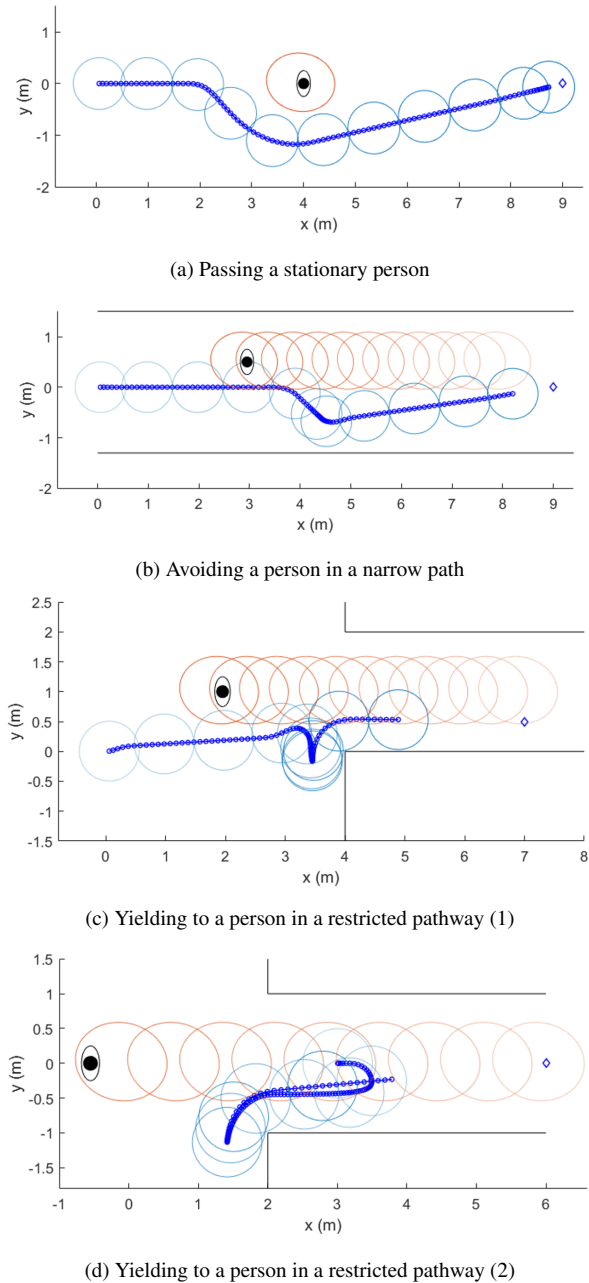 1
0
-1
-2
y (m)
0 1 2 3 4 5 6 7 8 9
x (m)
(a) Passing a stationary person
1
0
-1
-2
y (m)
0 1 2 3 4 5 6 7 8 9
x (m)
(b) Avoiding a person in a narrow path
2.5
2
1.5
1
0.5
0
-0.5
-1
-1.5
y (m)
0 1 2 3 4 5 6 7 8
x (m)
(c) Yielding to a person in a restricted pathway (1)
1.5
1
0.5
0
-0.5
-1
-1.5
y (m)
-1 0 1 2 3 4 5 6
x (m)
(d) Yielding to a person in a restricted pathway (2)